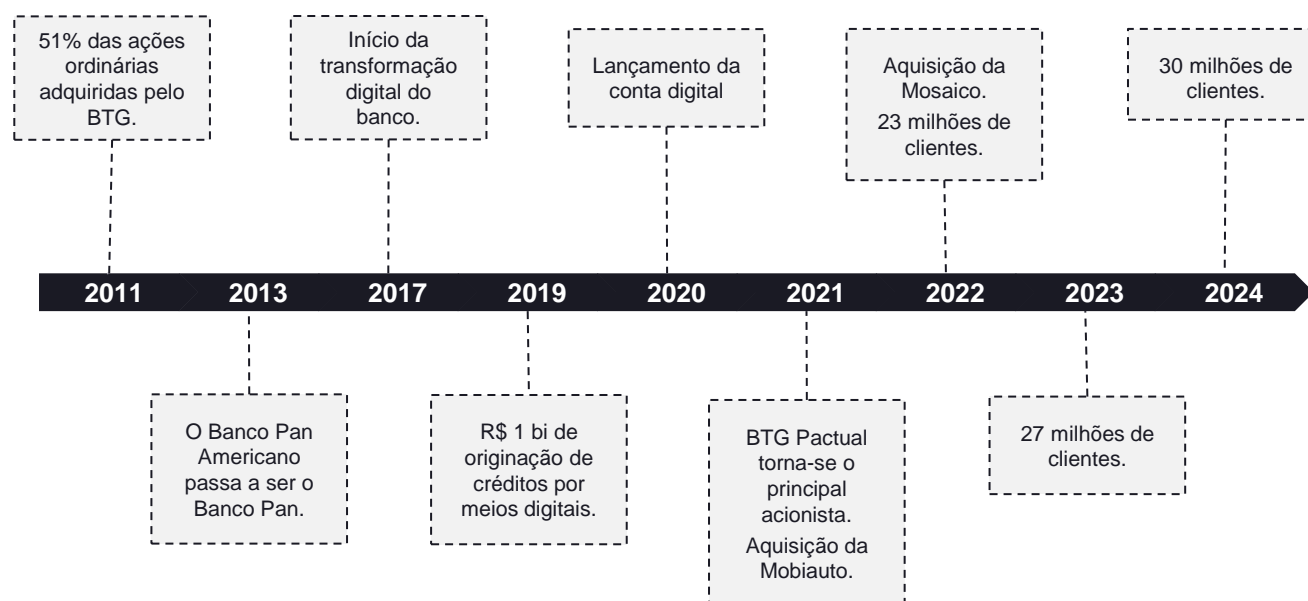 51% das ações
ordinárias
adquiridas pelo
BTG.
Início da
transformação
digital do
banco.
Lançamento da
conta digital
Aquisição da
Mosaico.
23 milhões de
clientes.
30 milhões de
clientes.
2011 2013 2017 2019 2020 2021 2022 2023 2024
O Banco Pan
Americano
passa a ser o
Banco Pan.
R$ 1 bi de
originação de
créditos por
meios digitais.
BTG Pactual
torna-se o
principal
acionista.
Aquisição da
Mobiauto.
27 milhões de
clientes.